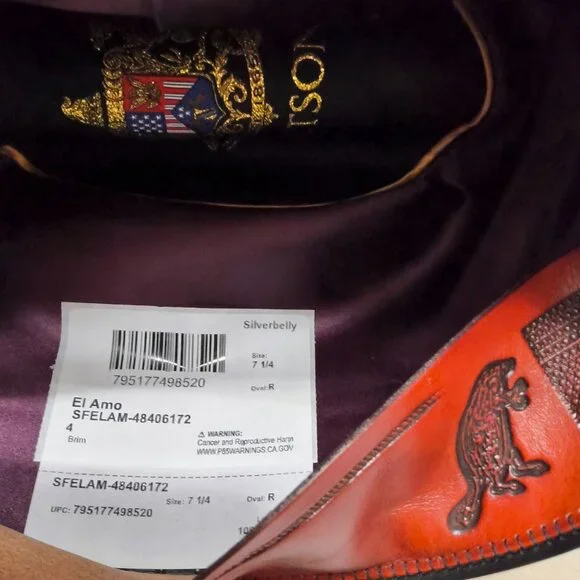 TSON
Silverbelly
795177498520
Size:
7 1/4
Oval: R
El Amo
SFELAM-48406172
4
Brim
⚠ WARNING:
Cancer and Reproductive Harm
WWW.P65WARNINGS.CA.GOV
SFELAM-48406172
Size: 7 1/4
Oval: R
UPC: 795177498520